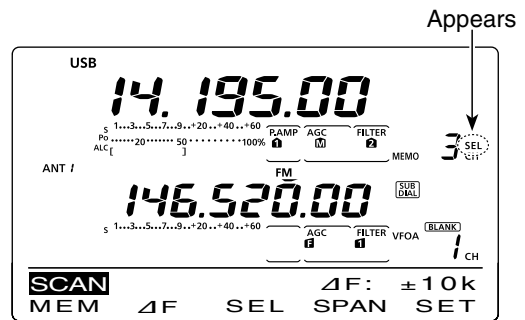 Appears
USB
14.195.00
S 1...3...5...7...9..+20..+40..+60 P.AMP AGC FILTER
Po ......20......50..........100% 1 M 2
ALC [ ] MEMO 3 SEL
ANT 1
FM
146.520.00 SUB DIAL
S 1...3...5...7...9..+20..+40..+60 AGC FILTER VFOA BLANK
F 1 1 CH
SCAN ⊿F: ±10k
MEM ⊿F SEL SPAN SET